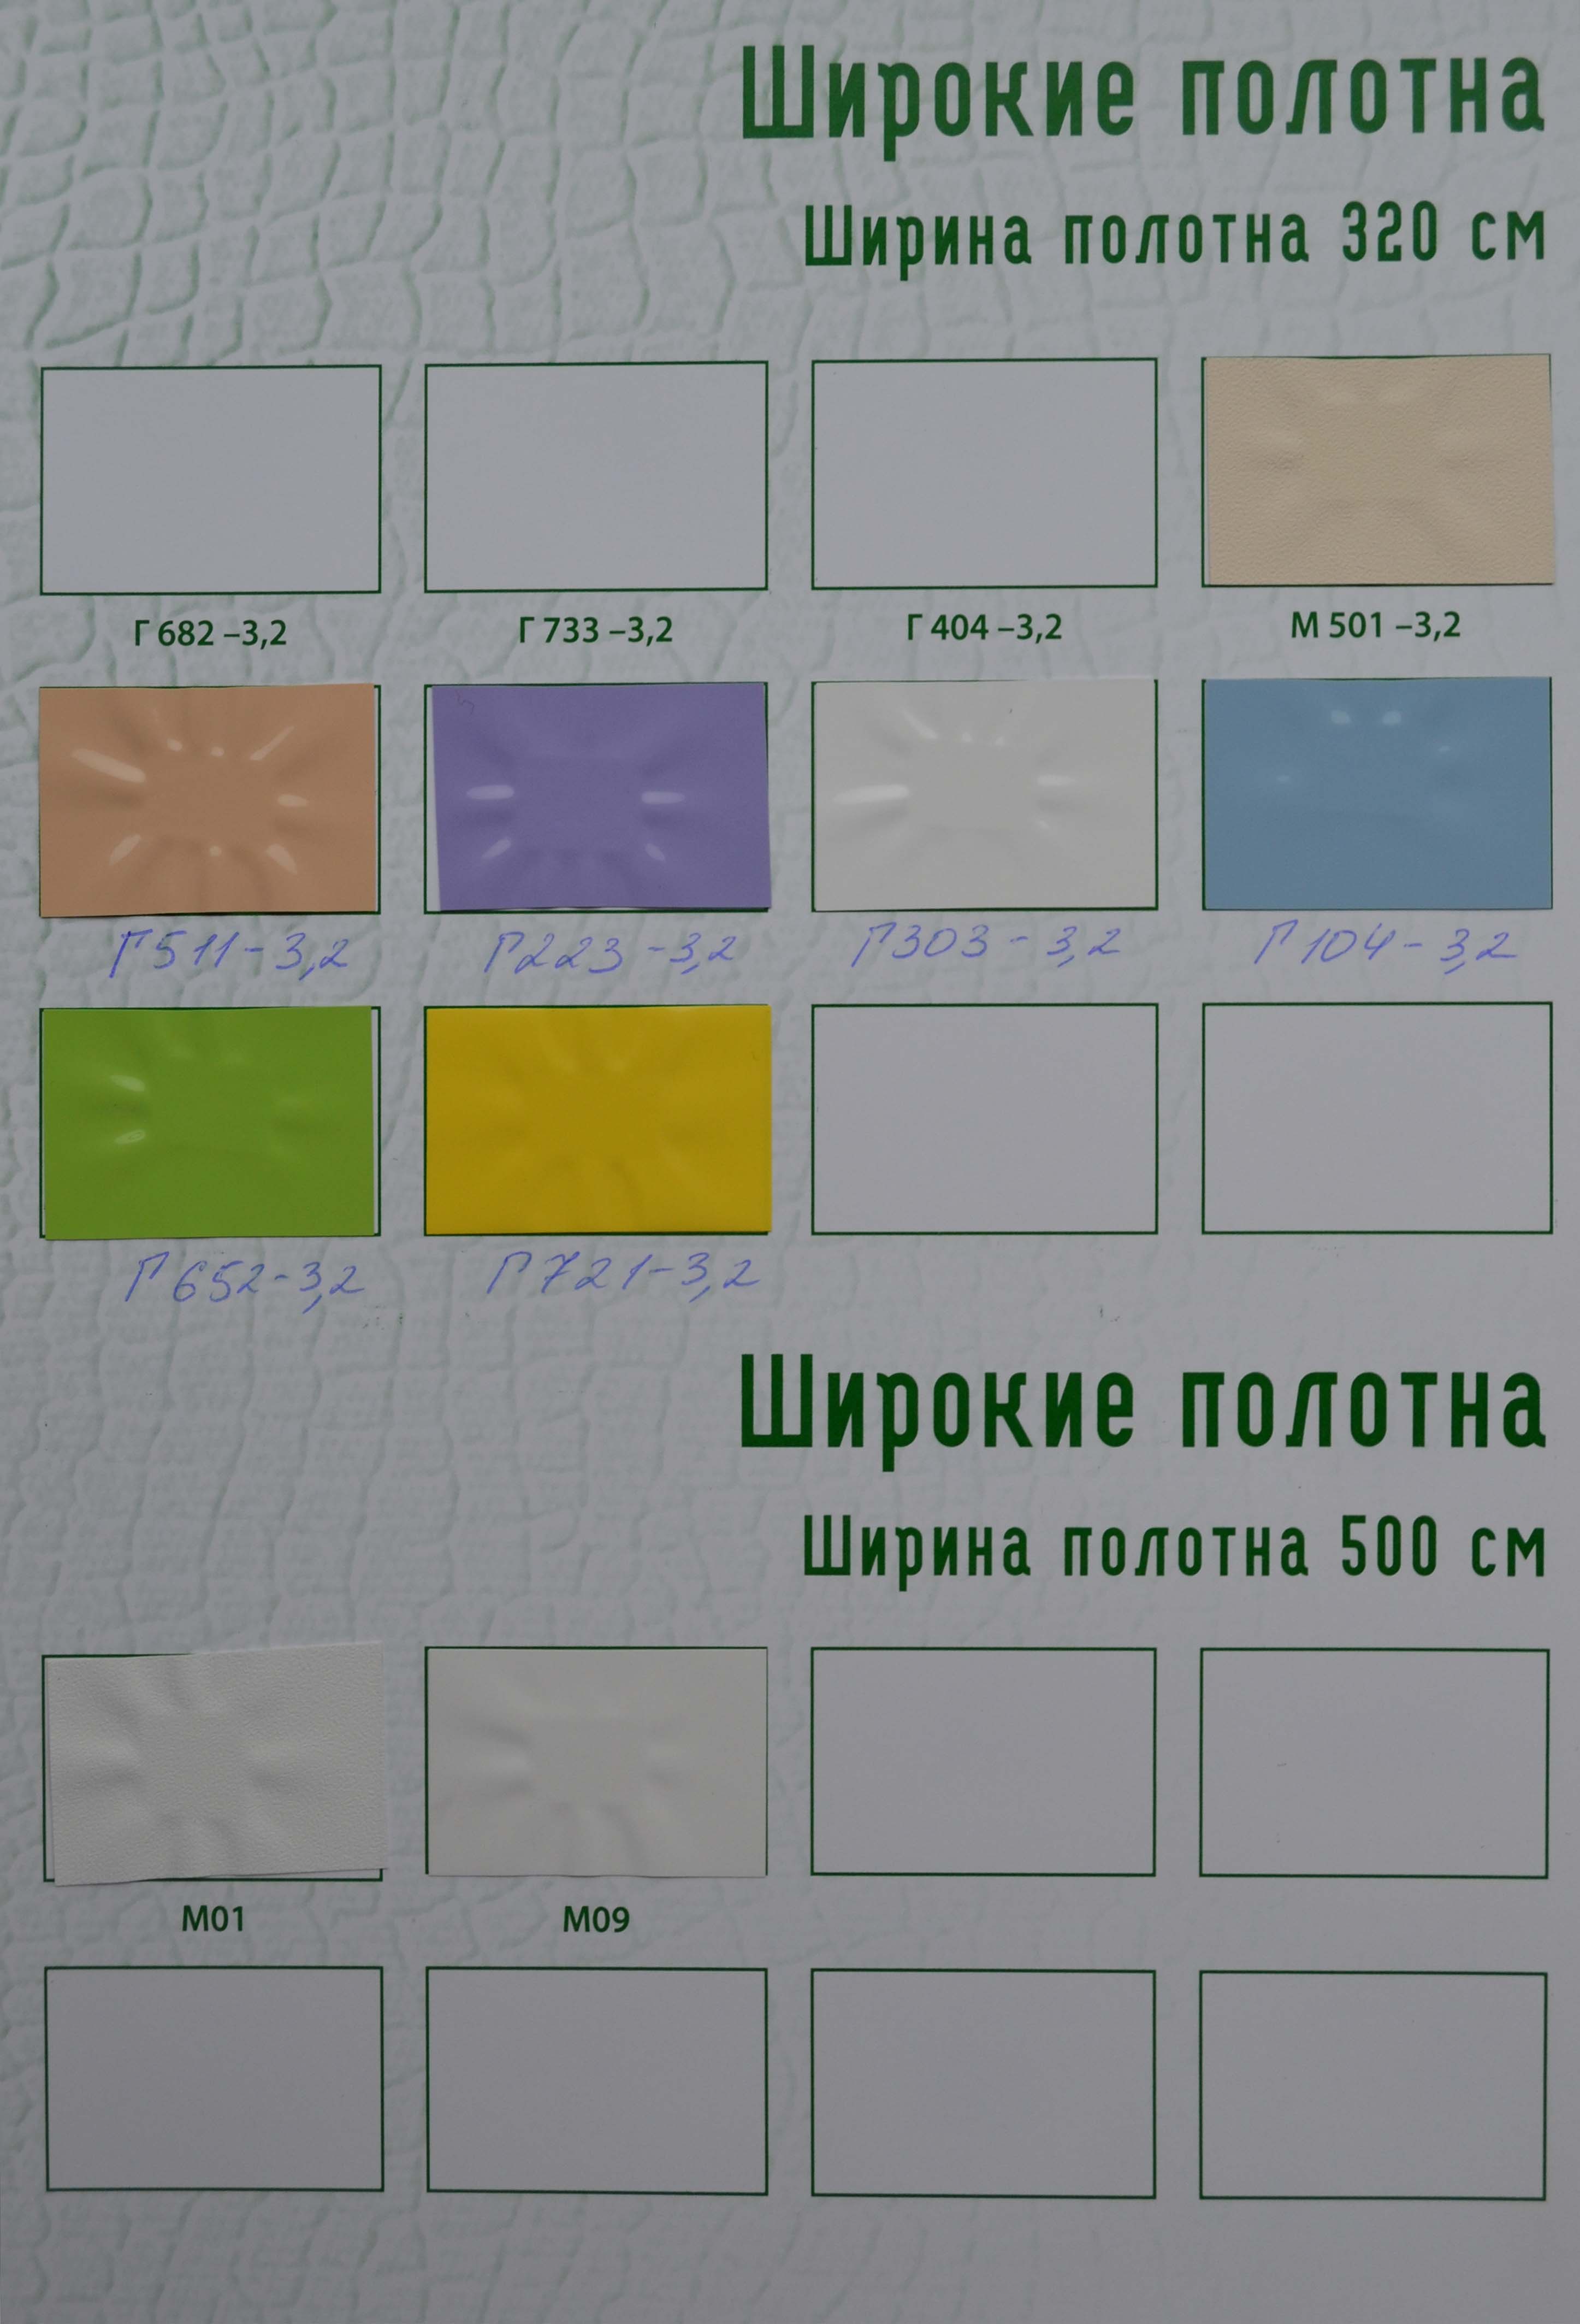 Широкие полотна
Ширина полотна 320 см
Г 682 –3,2 Г 733 –3,2 Г 404 –3,2 М 501 –3,2
Г511-3,2 Г223-3,2 Г303-3,2 Г104-3,2
Г652-3,2 Г721-3,2
Широкие полотна
Ширина полотна 500 см
М01 М09